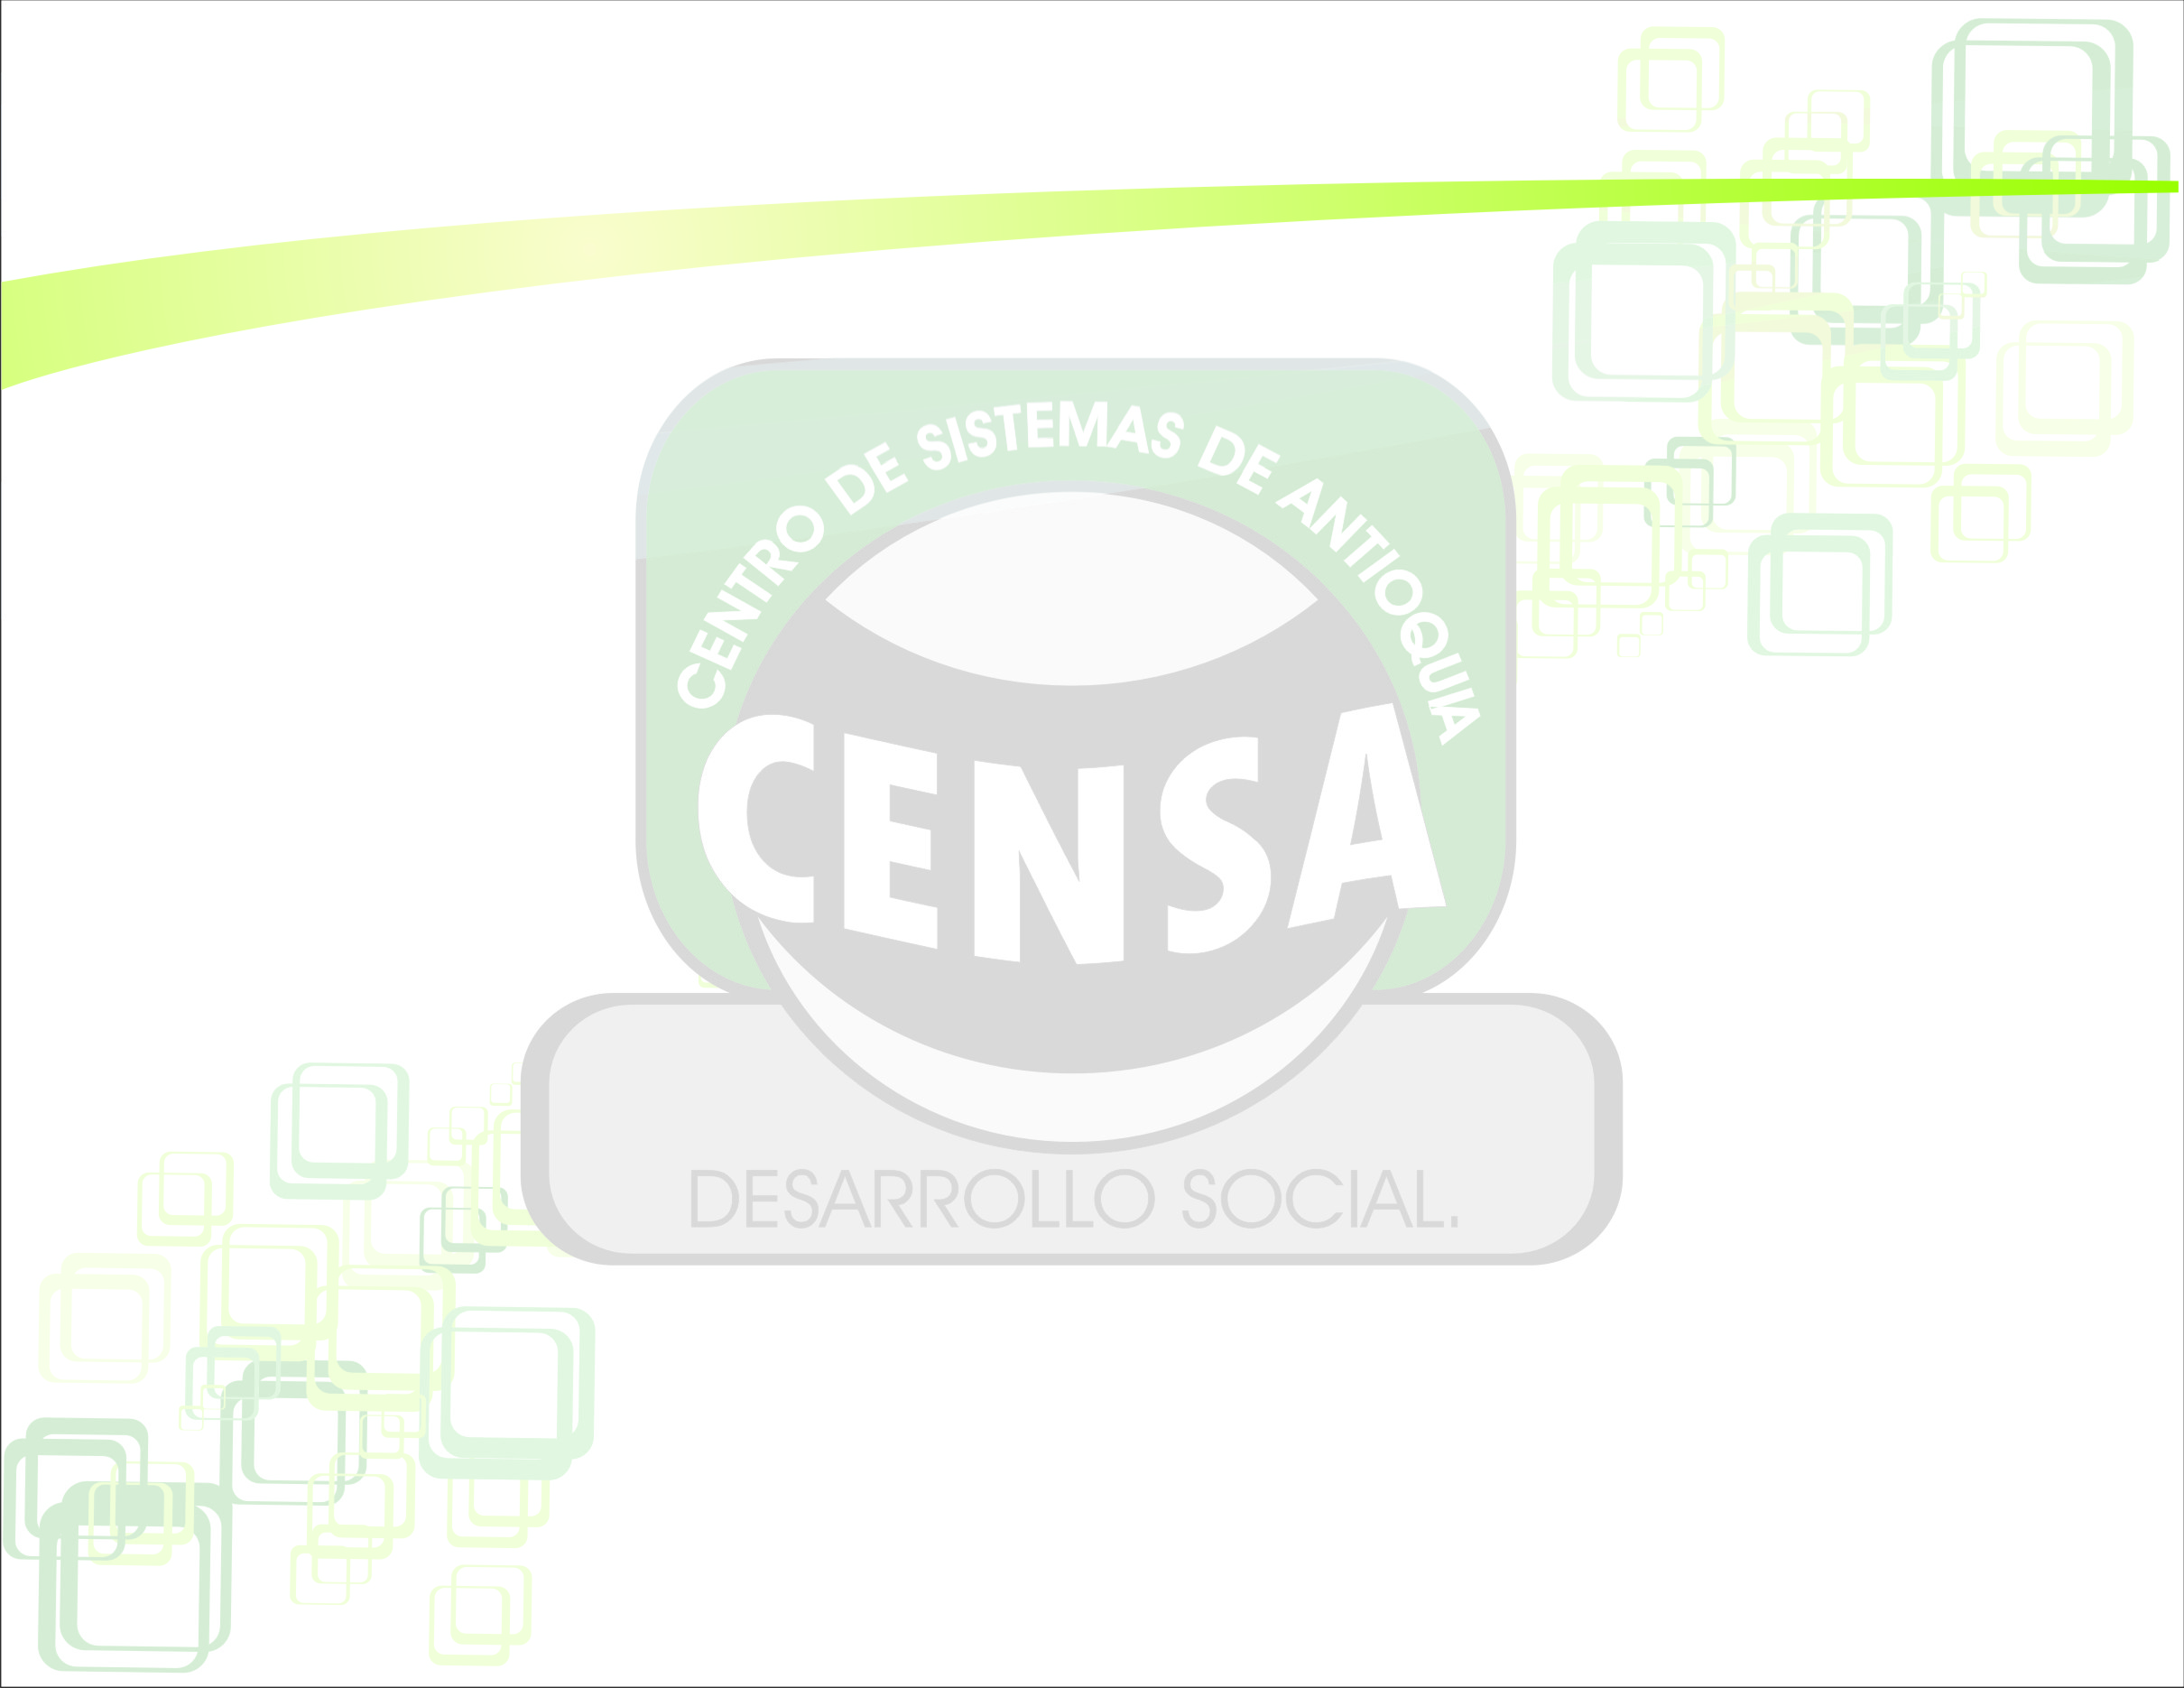 CENTRO DE SISTEMAS DE ANTIOQUIA
CENSA
DESARROLLO SOCIAL.